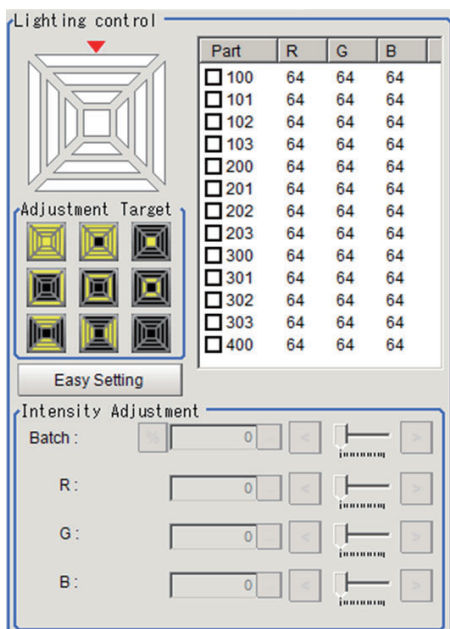 Lighting control
Part R G B
100 64 64 64
101 64 64 64
102 64 64 64
103 64 64 64
200 64 64 64
201 64 64 64
202 64 64 64
203 64 64 64
300 64 64 64
301 64 64 64
302 64 64 64
303 64 64 64
400 64 64 64
Adjustment Target
Easy Setting
Intensity Adjustment
Batch : % 0 .. < >
R : 0 .. < >
G : 0 .. < >
B : 0 .. < >